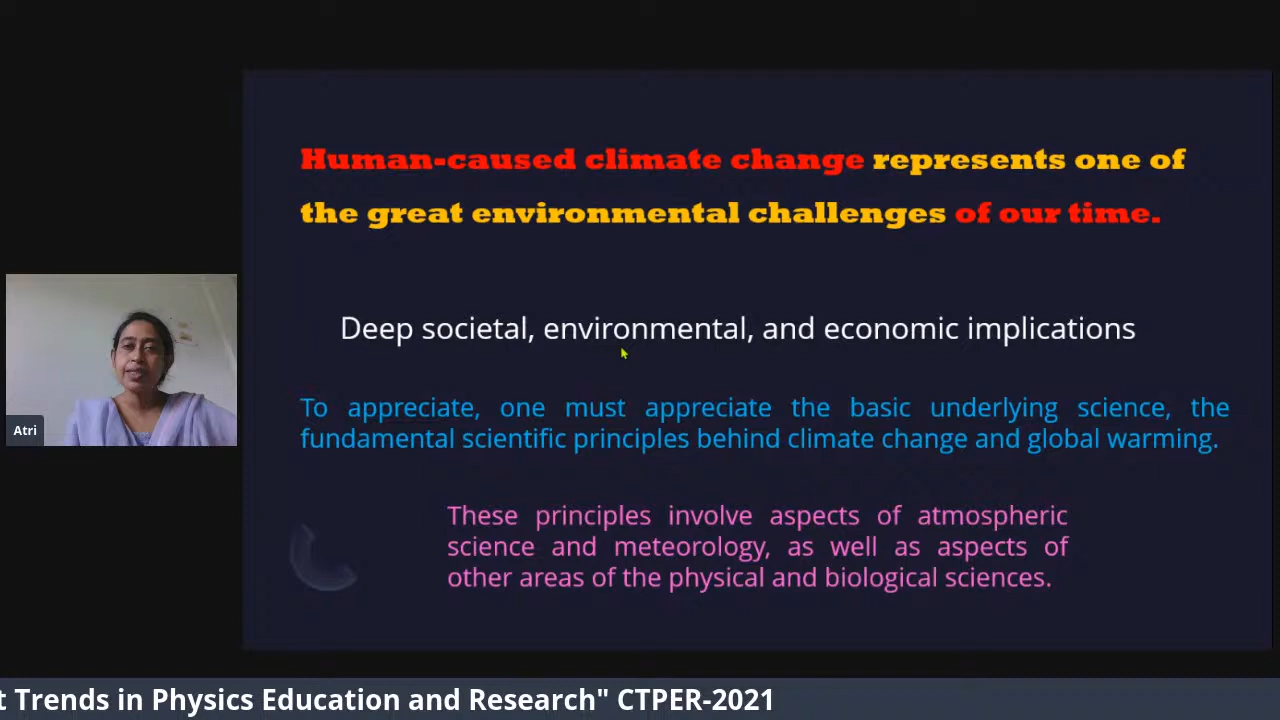 Human-caused climate change represents one of
the great environmental challenges of our time.
Deep societal, environmental, and economic implications
To appreciate, one must appreciate the basic underlying science, the
fundamental scientific principles behind climate change and global warming.
These principles involve aspects of atmospheric
science and meteorology, as well as aspects of
other areas of the physical and biological sciences.
Atri
t Trends in Physics Education and Research" CTPER-2021